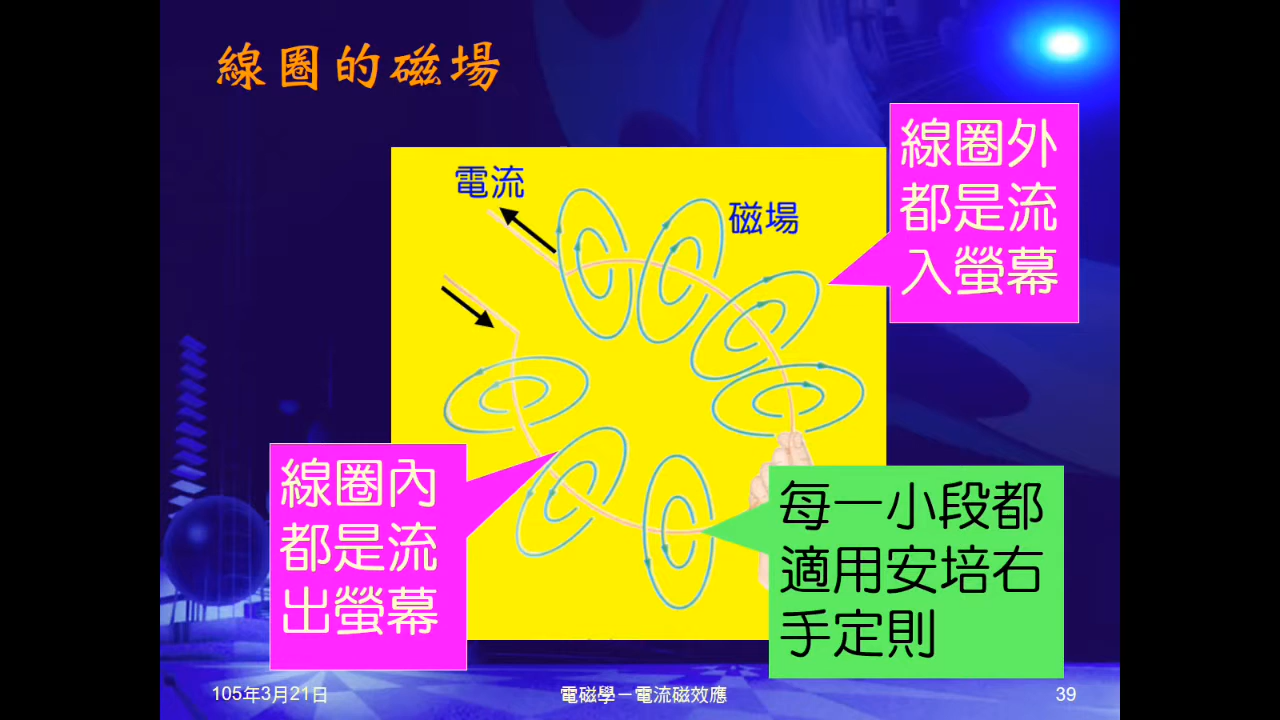 線圈的磁場
電流
磁場
線圈外
都是流
入螢幕
線圈內
都是流
出螢幕
每一小段都
適用安培右
手定則
105年3月21日
電磁學－電流磁效應
39